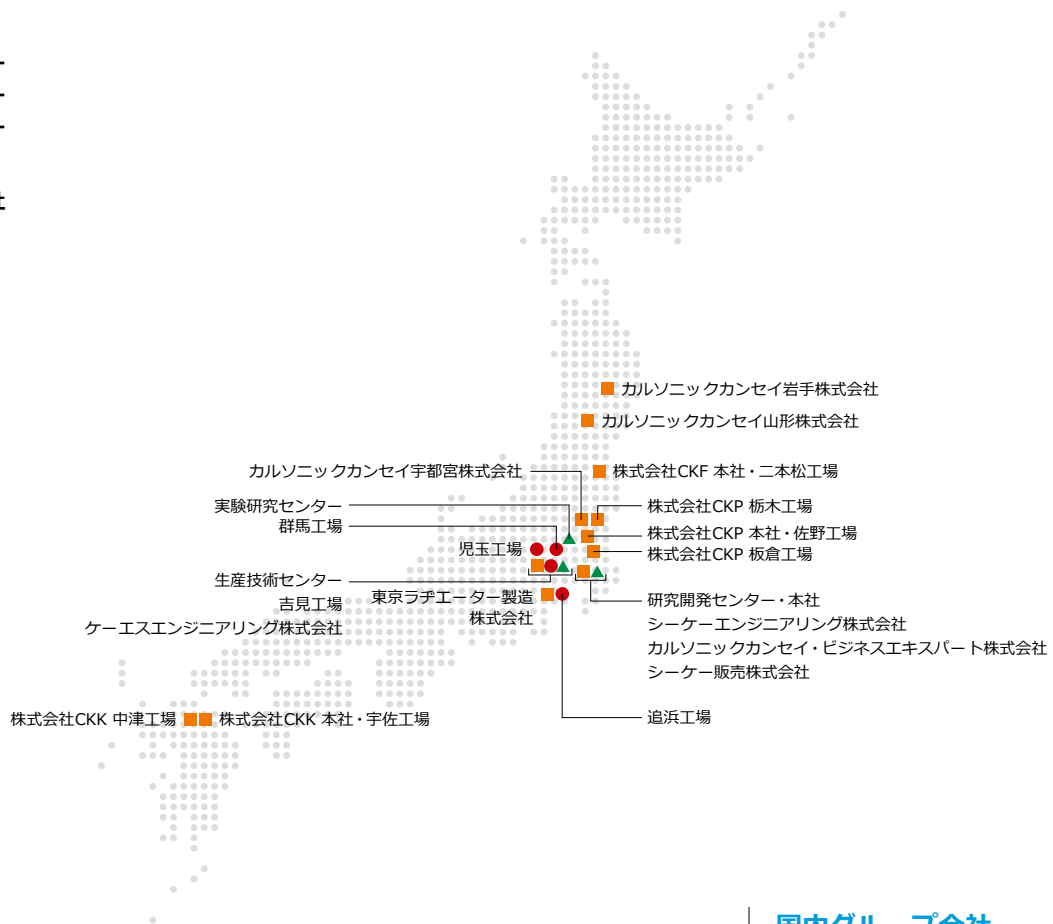 カルソニックカンセイ岩手株式会社
カルソニックカンセイ山形株式会社
カルソニックカンセイ宇都宮株式会社
株式会社CKF 本社・二本松工場
実験研究センター
株式会社CKP 栃木工場
群馬工場
株式会社CKP 本社・佐野工場
児玉工場
株式会社CKP 板倉工場
生産技術センター
吉見工場
ケーエスエンジニアリング株式会社
東京ラヂエーター製造
株式会社
研究開発センター・本社
シーケーエンジニアリング株式会社
カルソニックカンセイ・ビジネスエキスパート株式会社
シーケー販売株式会社
株式会社CKK 中津工場
株式会社CKK 本社・宇佐工場
追浜工場
国内グループ会社